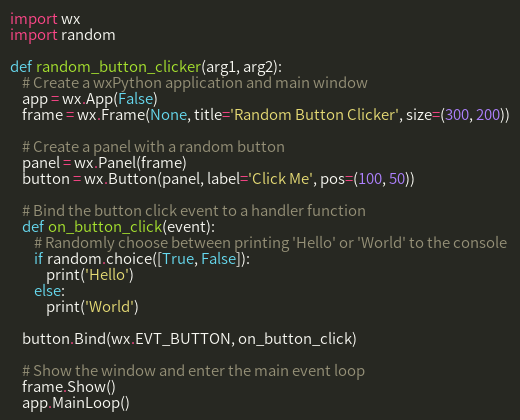 import wx
import random

def random_button_clicker(arg1, arg2):
    # Create a wxPython application and main window
    app = wx.App(False)
    frame = wx.Frame(None, title='Random Button Clicker', size=(300, 200))

    # Create a panel with a random button
    panel = wx.Panel(frame)
    button = wx.Button(panel, label='Click Me', pos=(100, 50))

    # Bind the button click event to a handler function
    def on_button_click(event):
        # Randomly choose between printing 'Hello' or 'World' to the console
        if random.choice([True, False]):
            print('Hello')
        else:
            print('World')

    button.Bind(wx.EVT_BUTTON, on_button_click)

    # Show the window and enter the main event loop
    frame.Show()
    app.MainLoop()